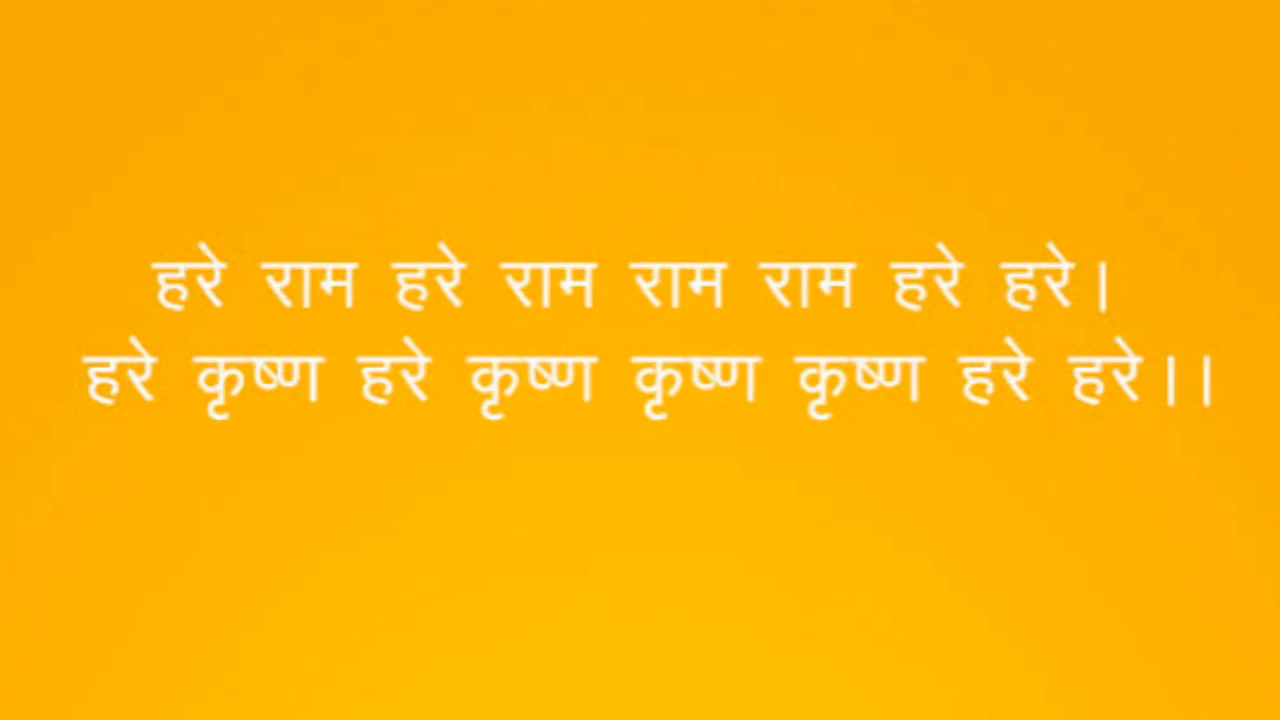 हरे राम हरे राम राम राम हरे हरे।
हरे कृष्ण हरे कृष्ण कृष्ण कृष्ण हरे हरे।।